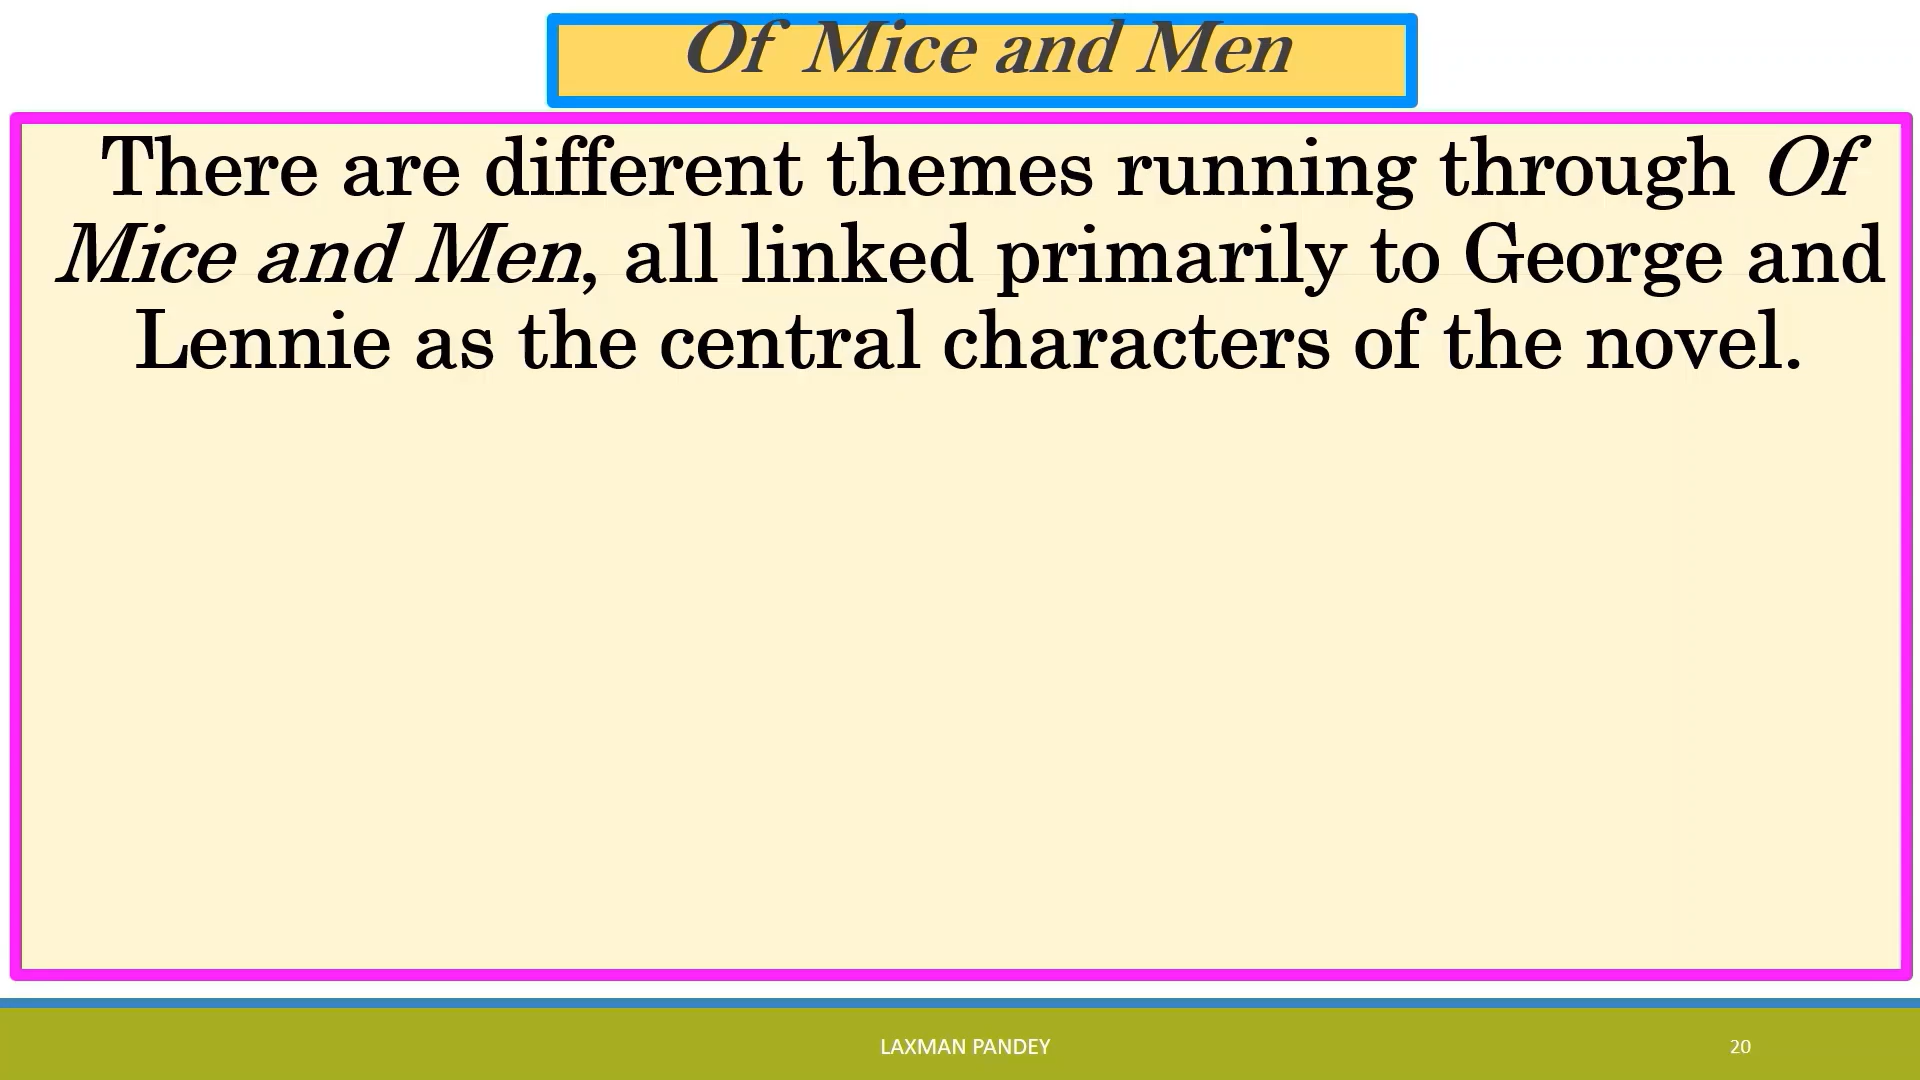 Of Mice and Men
There are different themes running through Of
Mice and Men, all linked primarily to George and
Lennie as the central characters of the novel.
LAXMAN PANDEY
20